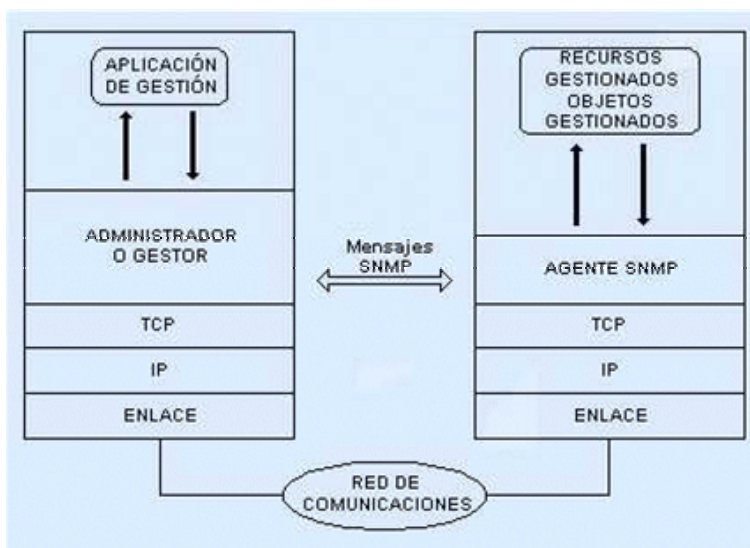 APLICACIÓN
DE GESTIÓN
ADMINISTRADOR
O GESTOR
TCP
IP
ENLACE
Mensajes
SNMP
RECURSOS
GESTIONADOS
OBJETOS
GESTIONADOS
AGENTE SNMP
TCP
IP
ENLACE
RED DE
COMUNICACIONES